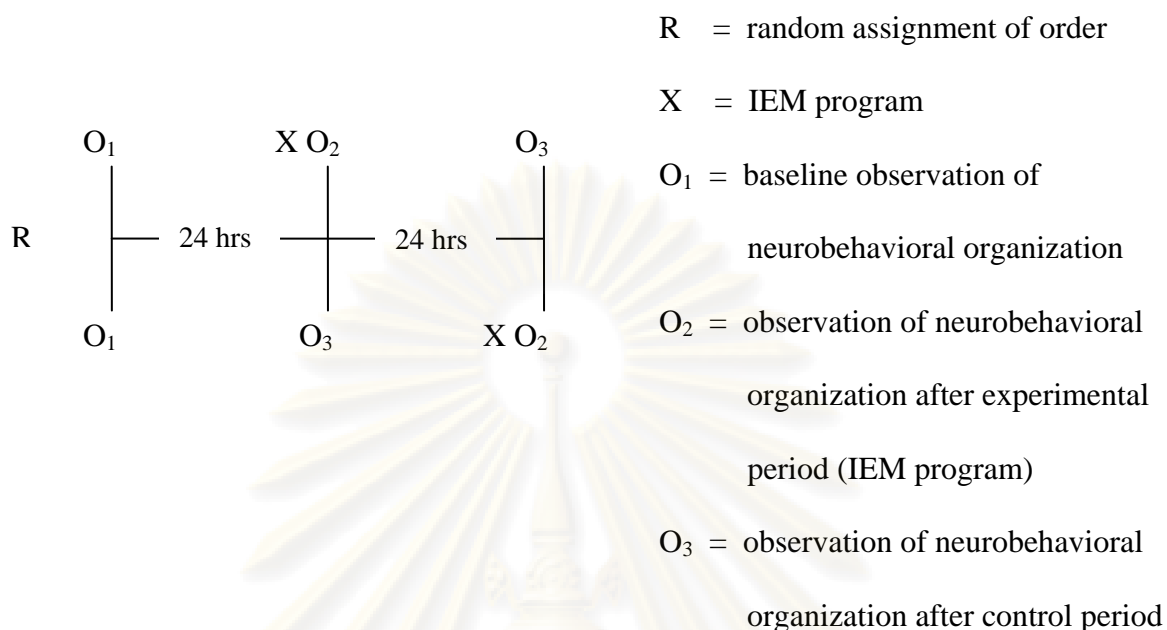 O₁ X O₂ O₃
R 24 hrs 24 hrs
O₁ O₃ X O₂
R = random assignment of order
X = IEM program
O₁ = baseline observation of
neurobehavioral organization
O₂ = observation of neurobehavioral
organization after experimental
period (IEM program)
O₃ = observation of neurobehavioral
organization after control period